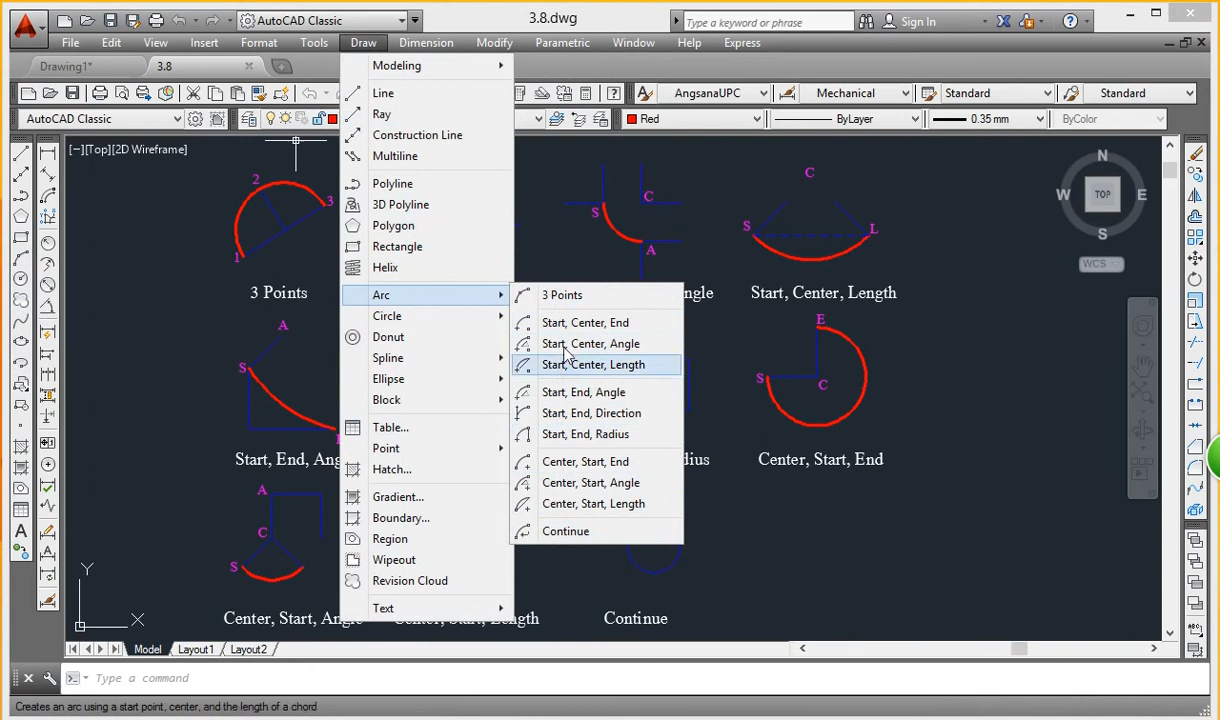 AutoCAD Classic
3.8.dwg
Type a keyword or phrase
Sign In
File Edit View Insert Format Tools Draw Dimension Modify Parametric Window Help Express
Drawing1*
3.8
AngsanaUPC
Mechanical
Standard
Standard
AutoCAD Classic
Red
ByLayer
0.35 mm
ByColor
[−][Top][2D Wireframe]
Modeling
Line
Ray
Construction Line
Multiline
Polyline
3D Polyline
Polygon
Rectangle
Helix
Arc
Circle
Donut
Spline
Ellipse
Block
Table...
Point
Hatch...
Gradient...
Boundary...
Region
Wipeout
Revision Cloud
Text
3 Points
Start, Center, End
Start, Center, Angle
Start, Center, Length
Start, End, Angle
Start, End, Direction
Start, End, Radius
Center, Start, End
Center, Start, Angle
Center, Start, Length
Continue
N
W TOP E
S
WCS
2
3
1
3 Points
S
C
A
C
S
L
Start, Center, Length
A
S
Start, End,
E
S
C
Center, Start, End
A
C
S
Center, Start,
Start,
Continue
Y
X
Model Layout1 Layout2
Type a command
Creates an arc using a start point, center, and the length of a chord